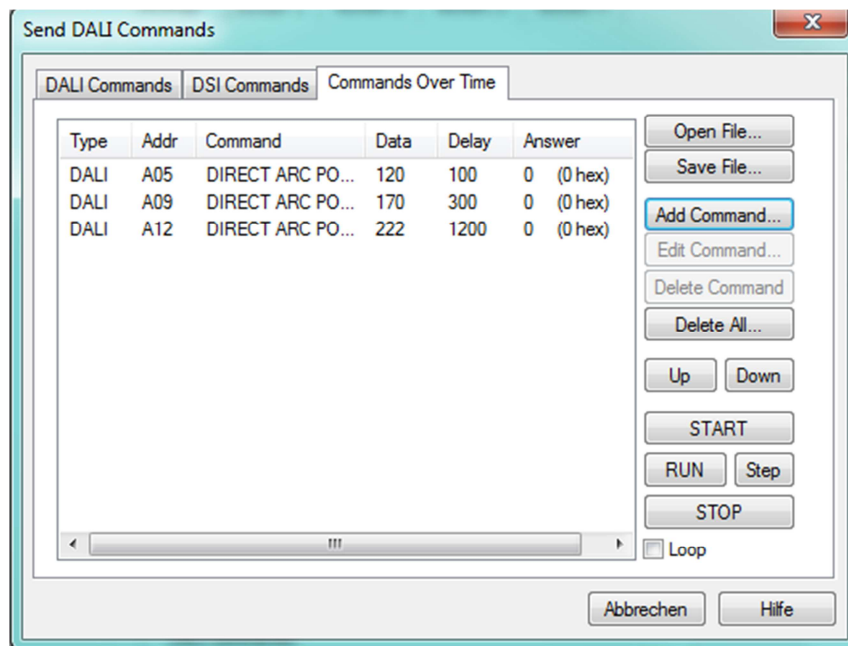 Send DALI Commands
DALI Commands DSI Commands Commands Over Time
Type Addr Command Data Delay Answer
DALI A05 DIRECT ARC PO... 120 100 0 (0 hex)
DALI A09 DIRECT ARC PO... 170 300 0 (0 hex)
DALI A12 DIRECT ARC PO... 222 1200 0 (0 hex)
Open File...
Save File...
Add Command...
Edit Command...
Delete Command
Delete All...
Up Down
START
RUN Step
STOP
Loop
Abbrechen Hilfe